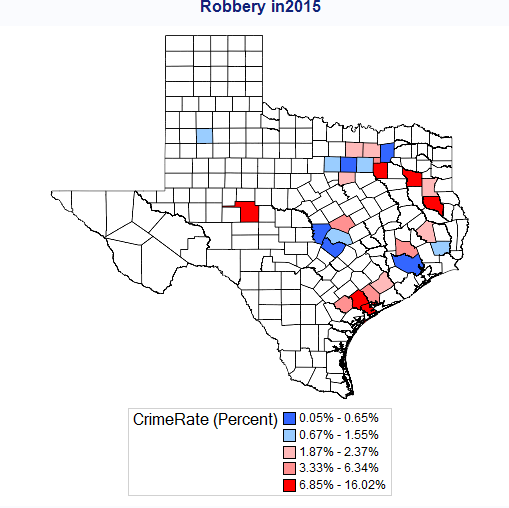 Robbery in2015
CrimeRate (Percent)
0.05% - 0.65%
0.67% - 1.55%
1.87% - 2.37%
3.33% - 6.34%
6.85% - 16.02%